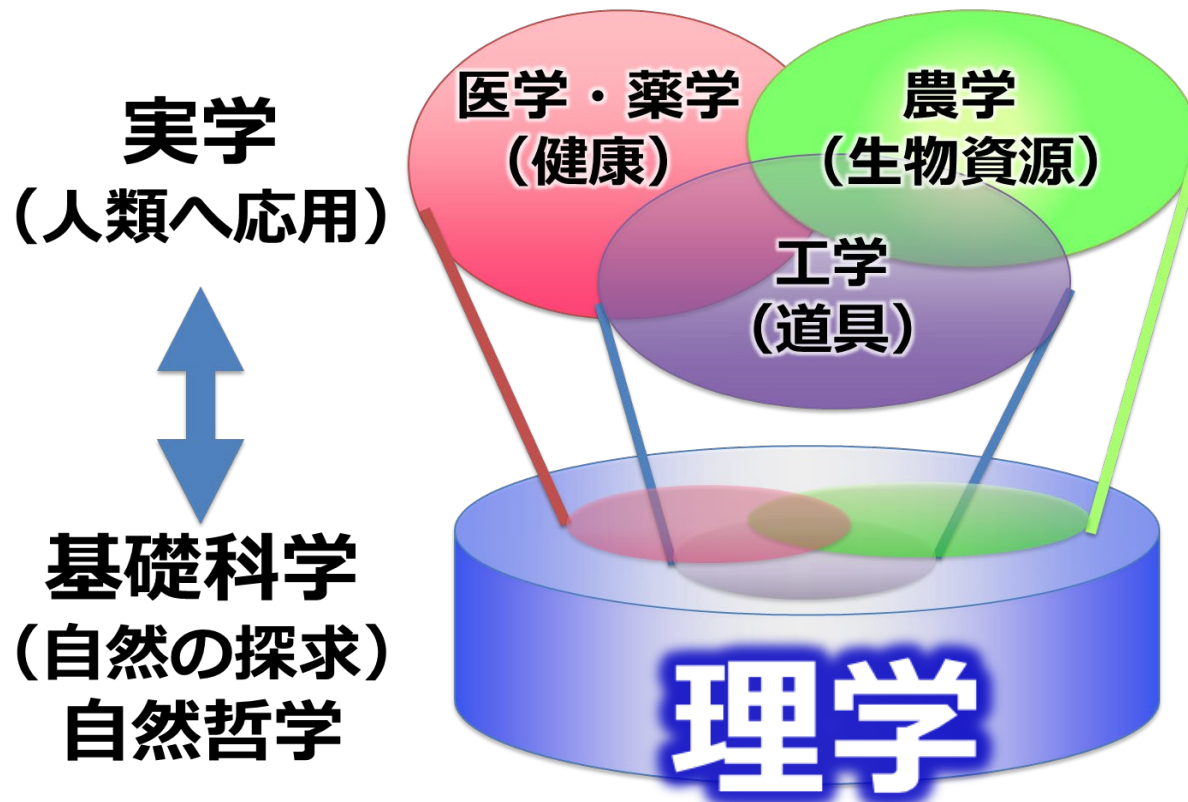 実学
（人類へ応用）
基礎科学
（自然の探求）
自然哲学
医学・薬学
（健康）
農学
（生物資源）
工学
（道具）
理学